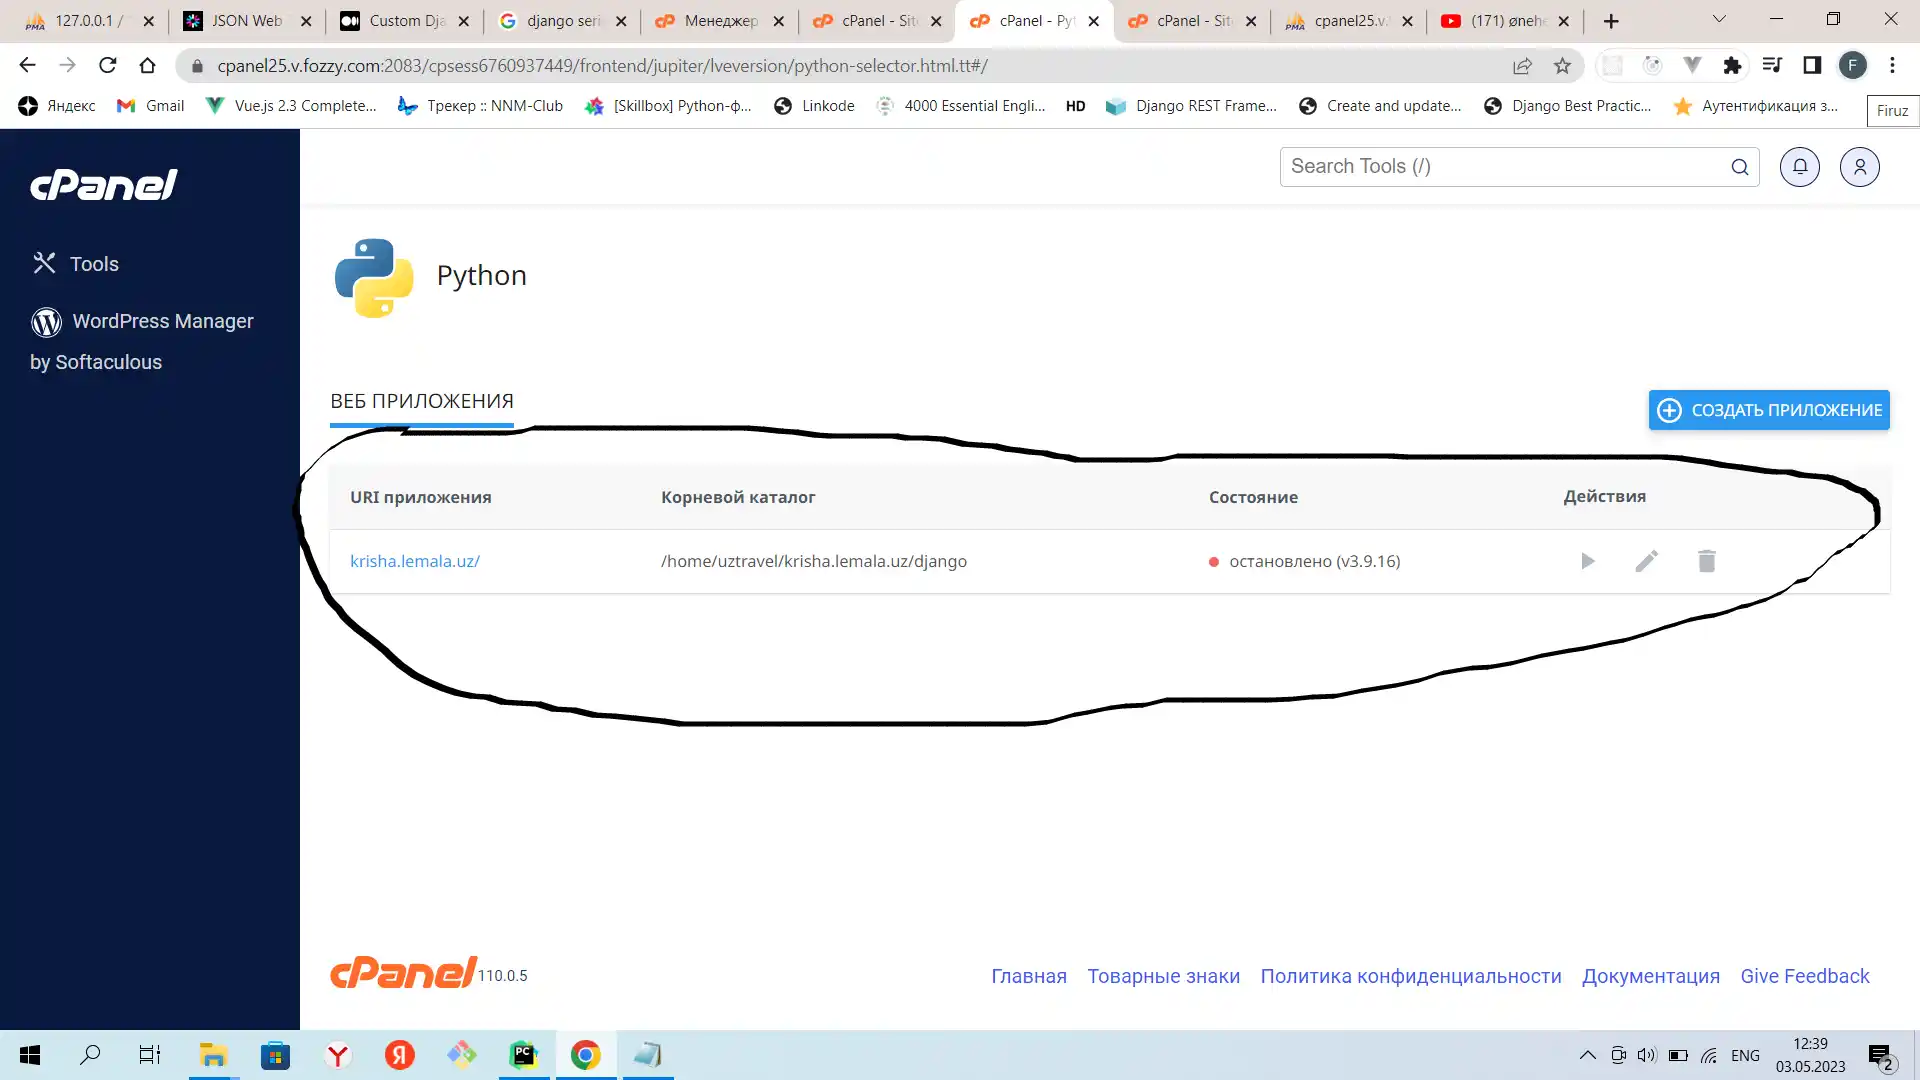 127.0.0.1 /
JSON Web
Custom Dja
django seri
Менеджер
cPanel - Site
cPanel - Pyt
cPanel - Site
cpanel25.v.
(171) ønehe
cpanel25.v.fozzy.com:2083/cpsess6760937449/frontend/jupiter/lveversion/python-selector.html.tt#/
F
Яндекс
Gmail
Vue.js 2.3 Complete...
Трекер :: NNM-Club
[Skillbox] Python-ф...
Linkode
4000 Essential Engli...
HD
Django REST Frame...
Create and update...
Django Best Practic...
Аутентификация з...
Firuz
cPanel
Search Tools (/)
Tools
WordPress Manager
by Softaculous
Python
ВЕБ ПРИЛОЖЕНИЯ
СОЗДАТЬ ПРИЛОЖЕНИЕ
URI приложения
Корневой каталог
Состояние
Действия
krisha.lemala.uz/
/home/uztravel/krisha.lemala.uz/django
остановлено (v3.9.16)
cPanel 110.0.5
Главная
Товарные знаки
Политика конфиденциальности
Документация
Give Feedback
ENG
12:39
03.05.2023
2